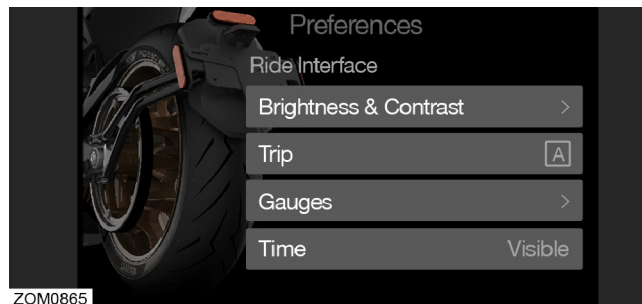 Preferences
Ride Interface
Brightness & Contrast >
Trip A
Gauges >
Time Visible
ZOM0865